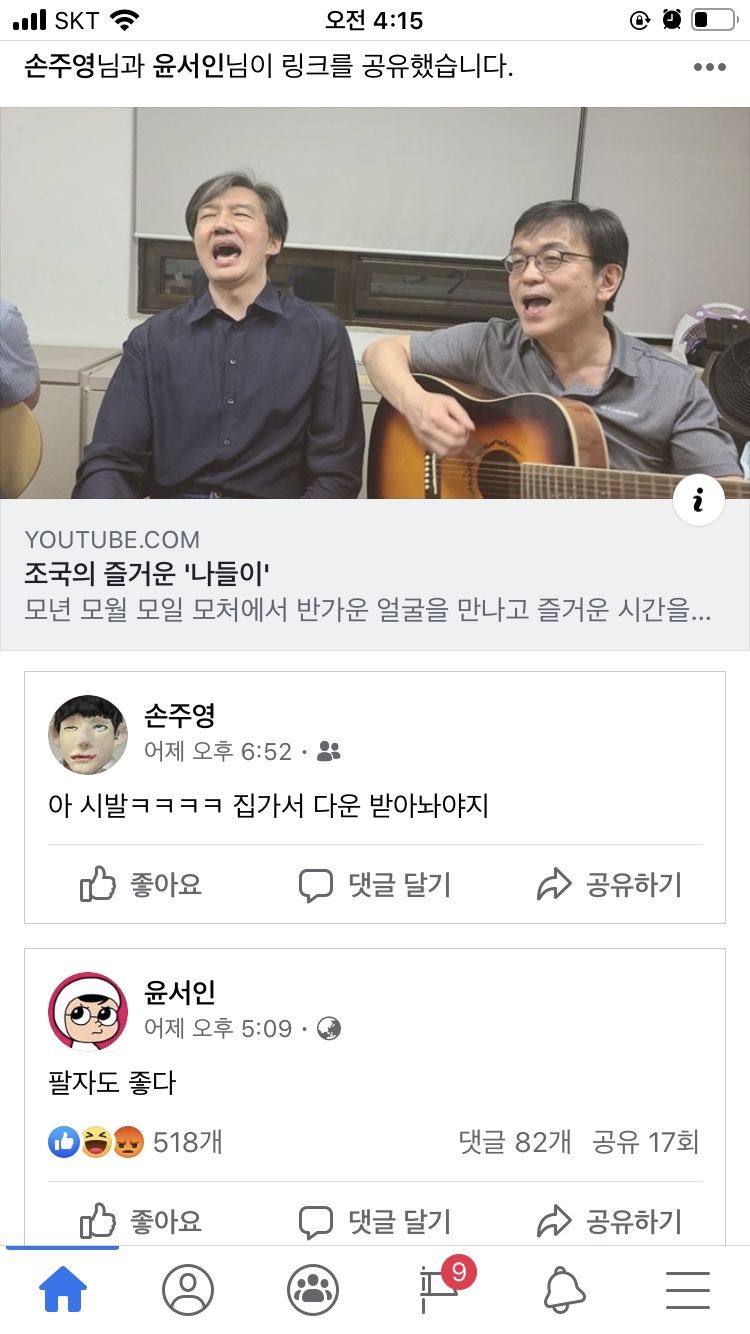 SKT 오전 4:15
손주영님과 윤서인님이 링크를 공유했습니다.
Columbia
YOUTUBE.COM
조국의 즐거운 '나들이'
모년 모월 모일 모처에서 반가운 얼굴을 만나고 즐거운 시간을...
손주영
어제 오후 6:52 ·
아 시발ㅋㅋㅋㅋ 집가서 다운 받아놔야지
좋아요 댓글 달기 공유하기
윤서인
어제 오후 5:09 ·
팔자도 좋다
518개 댓글 82개 공유 17회
좋아요 댓글 달기 공유하기
9